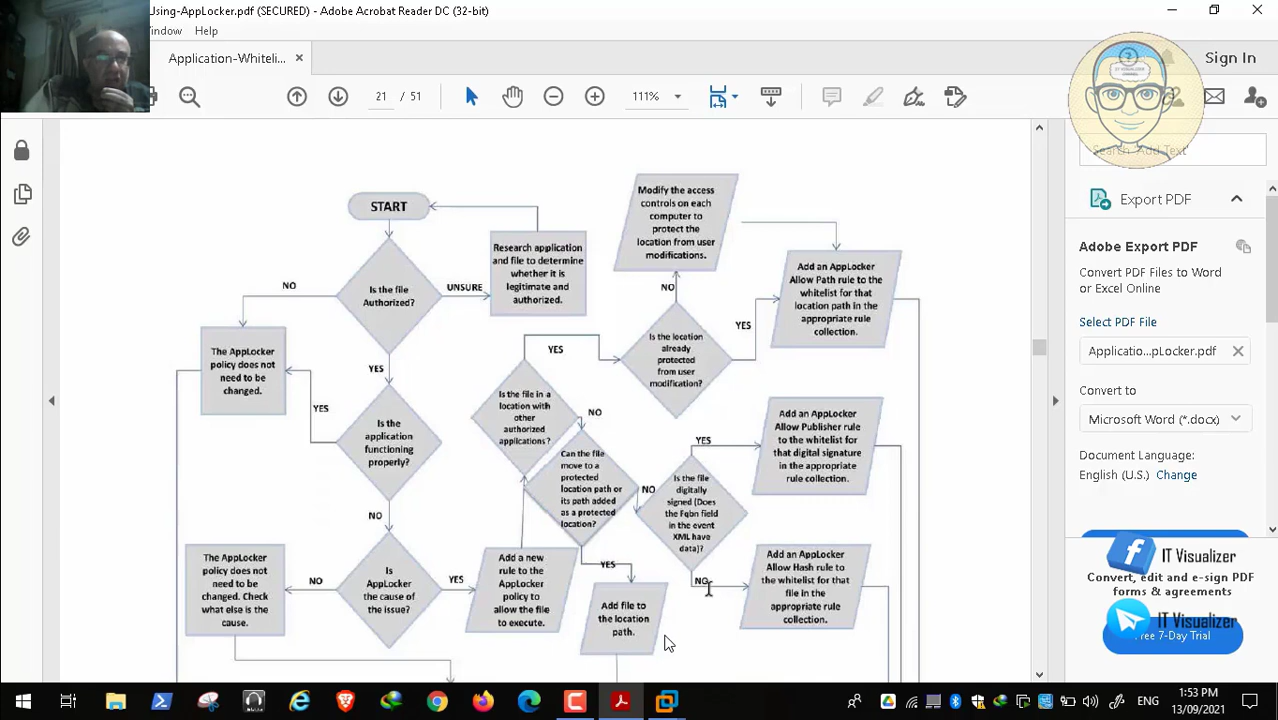 Using-AppLocker.pdf (SECURED) - Adobe Acrobat Reader DC (32-bit)
indow Help
Application-Whiteli... ×
Sign In
21 / 51
111%
?
IT VISUALIZER
CHANNEL
Search 'Add Text'
Export PDF
Adobe Export PDF
Convert PDF Files to Word
or Excel Online
Select PDF File
Applicatio...pLocker.pdf
Convert to
Microsoft Word (*.docx)
Document Language:
English (U.S.) Change
IT Visualizer
Convert, edit and e-sign PDF
forms & agreements
IT Visualizer
Free 7-Day Trial
START
Research application
and file to determine
whether it is
legitimate and
authorized.
Modify the access
controls on each
computer to
protect the
location from user
modifications.
Add an AppLocker
Allow Path rule to the
whitelist for that
location path in the
appropriate rule
collection.
NO
Is the file
Authorized?
UNSURE
NO
YES
The AppLocker
policy does not
need to be
changed.
YES
YES
Is the location
already
protected
from user
modification?
YES
Is the
application
functioning
properly?
Is the file in a
location with
other
authorized
applications?
NO
Can the file
move to a
protected
location path or
its path added
as a protected
location?
NO
YES
Is the file
digitally
signed (Does
the Fqbn field
in the event
XML have
data)?
Add an AppLocker
Allow Publisher rule
to the whitelist for
that digital signature
in the appropriate
rule collection.
NO
The AppLocker
policy does not
need to be
changed. Check
what else is the
cause.
NO
Is
AppLocker
the cause of
the issue?
YES
Add a new
rule to the
AppLocker
policy to
allow the file
to execute.
YES
Add file to
the location
path.
NO
Add an AppLocker
Allow Hash rule to
the whitelist for that
file in the
appropriate rule
collection.
ENG
1:53 PM
13/09/2021